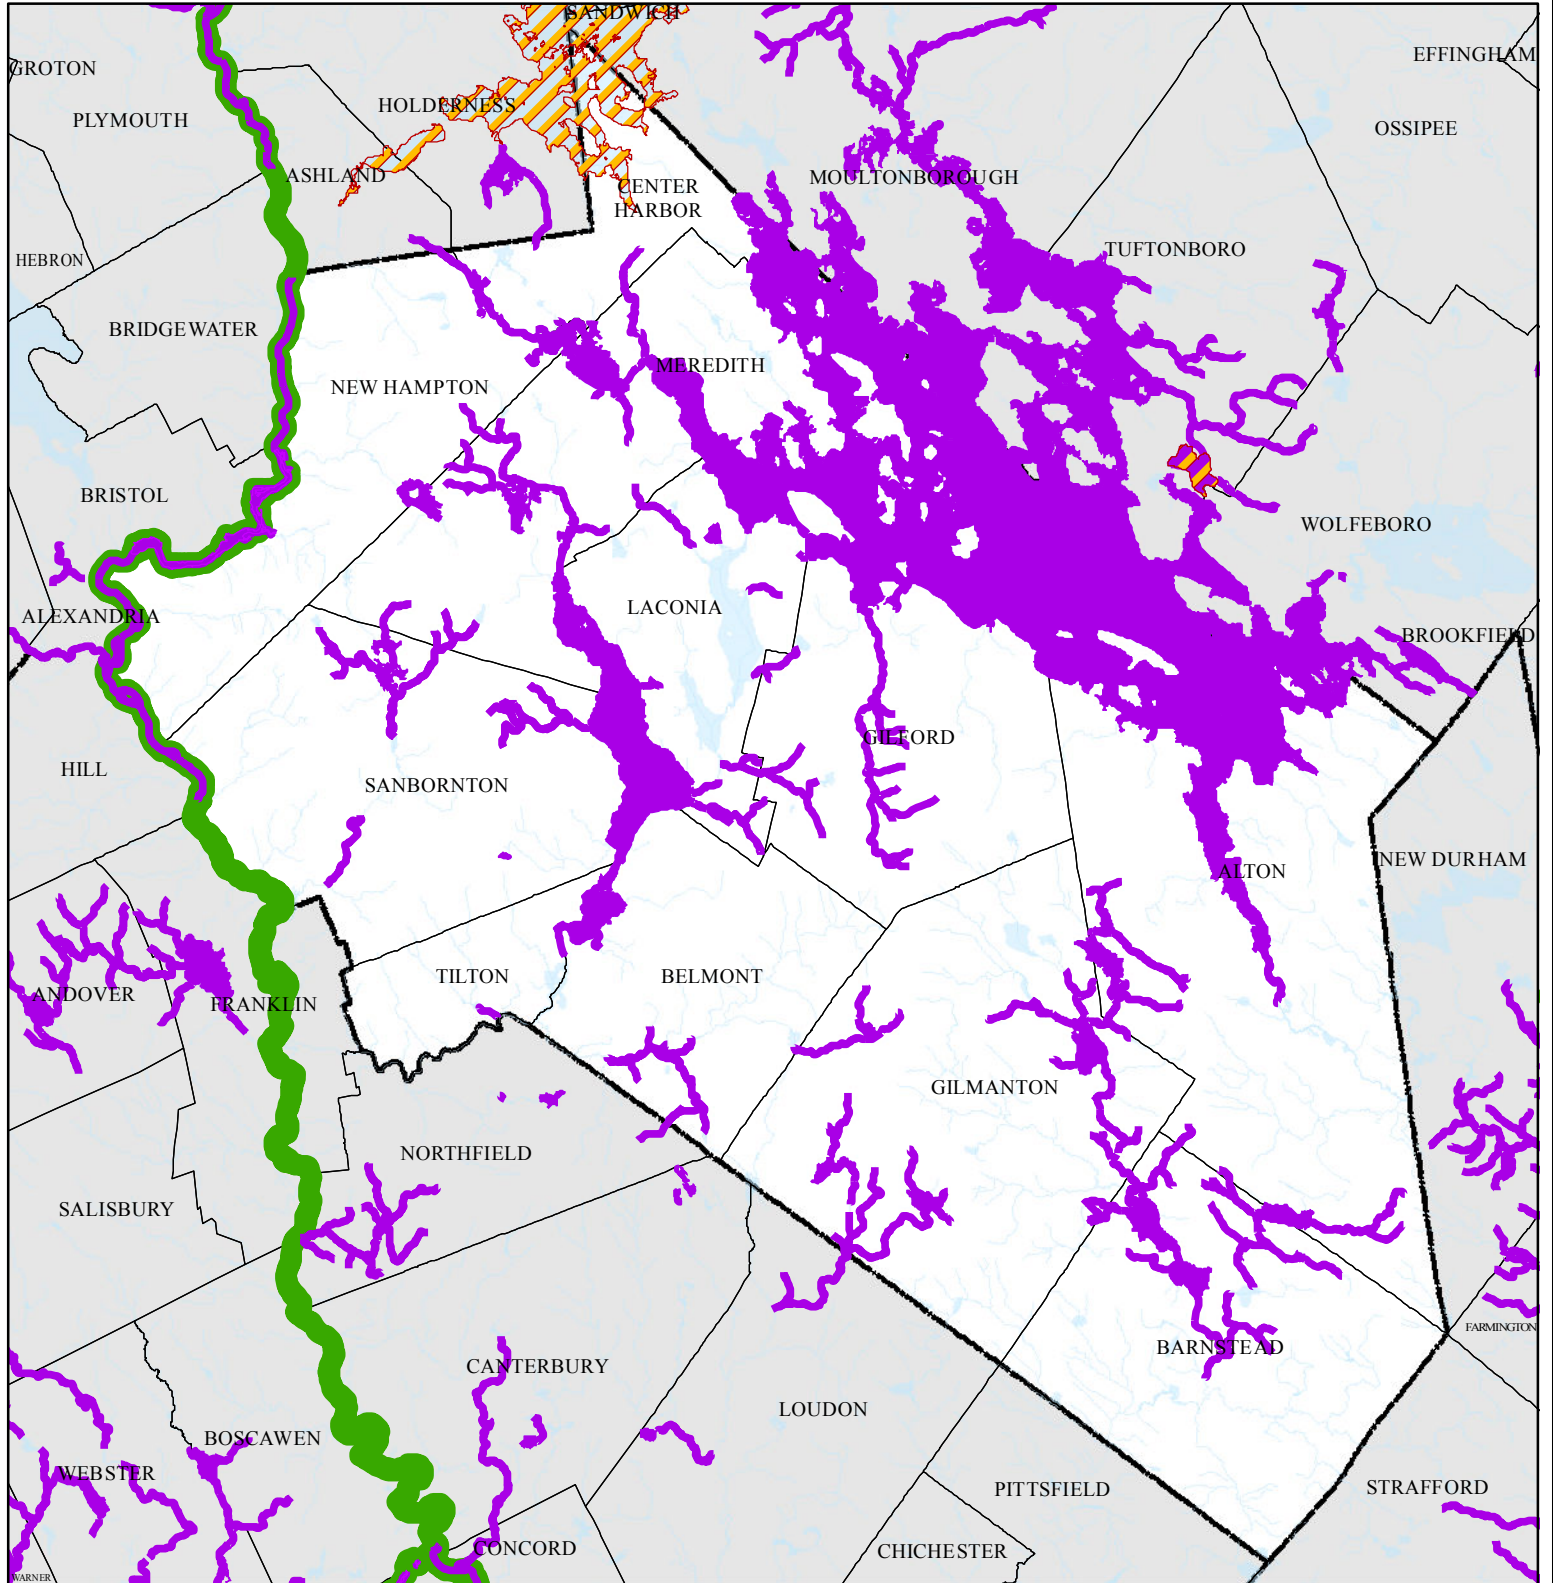 SANDWICH
EFFINGHAM
GROTON
HOLDERNESS
PLYMOUTH
OSSIPEE
ASHLAND
MOULTONBOROUGH
CENTER
HARBOR
TUFTONBORO
HEBRON
BRIDGEWATER
MEREDITH
NEW HAMPTON
BRISTOL
WOLFEBORO
LACONIA
ALEXANDRIA
BROOKFIELD
GILFORD
HILL
SANBORNTON
NEW DURHAM
ALTON
TILTON
BELMONT
ANDOVER
FRANKLIN
GILMANTON
NORTHFIELD
SALISBURY
FARMINGTON
BARNSTEAD
CANTERBURY
LOUDON
BOSCAWEN
WEBSTER
PITTSFIELD
STRAFFORD
CONCORD
CHICHESTER
WARNER